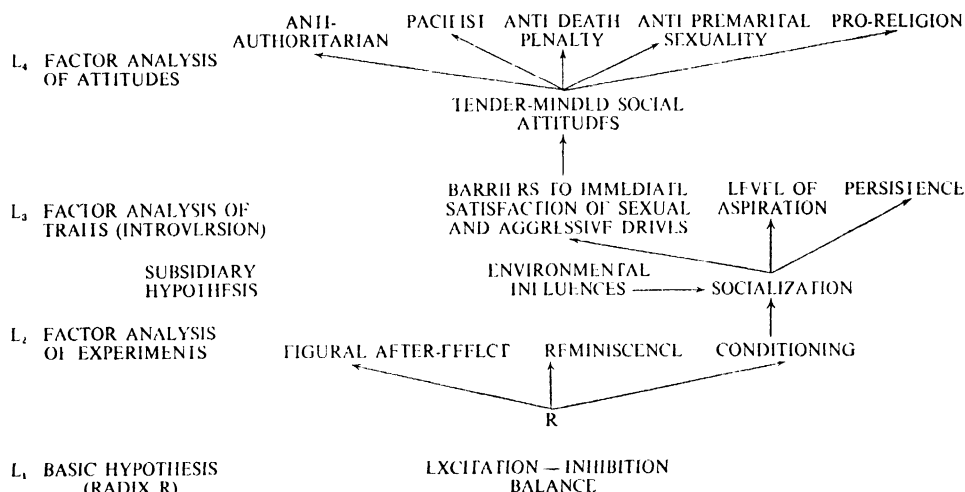 ANTI-
AUTHORITARIAN
PACIFIST
ANTI DEATH
PENALTY
ANTI PREMARITAL
SEXUALITY
PRO-RELIGION
L₄ FACTOR ANALYSIS
OF ATTITUDES
TENDER-MINDED SOCIAL
ATTITUDES
L₃ FACTOR ANALYSIS OF
TRAITS (INTROVERSION)
BARRIERS TO IMMEDIATE
SATISFACTION OF SEXUAL
AND AGGRESSIVE DRIVES
LEVEL OF
ASPIRATION
PERSISTENCE
SUBSIDIARY
HYPOTHESIS
ENVIRONMENTAL
INFLUENCES
SOCIALIZATION
L₂ FACTOR ANALYSIS
OF EXPERIMENTS
FIGURAL AFTER-EFFECT
REMINISCENCE
CONDITIONING
R
L₁ BASIC HYPOTHESIS
(RADIX R)
EXCITATION – INHIBITION
BALANCE